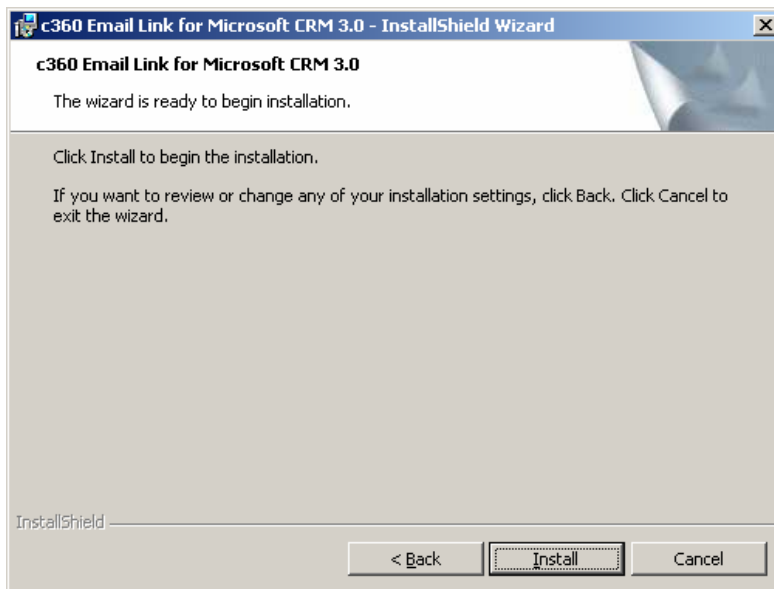 c360 Email Link for Microsoft CRM 3.0 - InstallShield Wizard
c360 Email Link for Microsoft CRM 3.0
The wizard is ready to begin installation.
Click Install to begin the installation.
If you want to review or change any of your installation settings, click Back. Click Cancel to
exit the wizard.
InstallShield
< Back Install Cancel